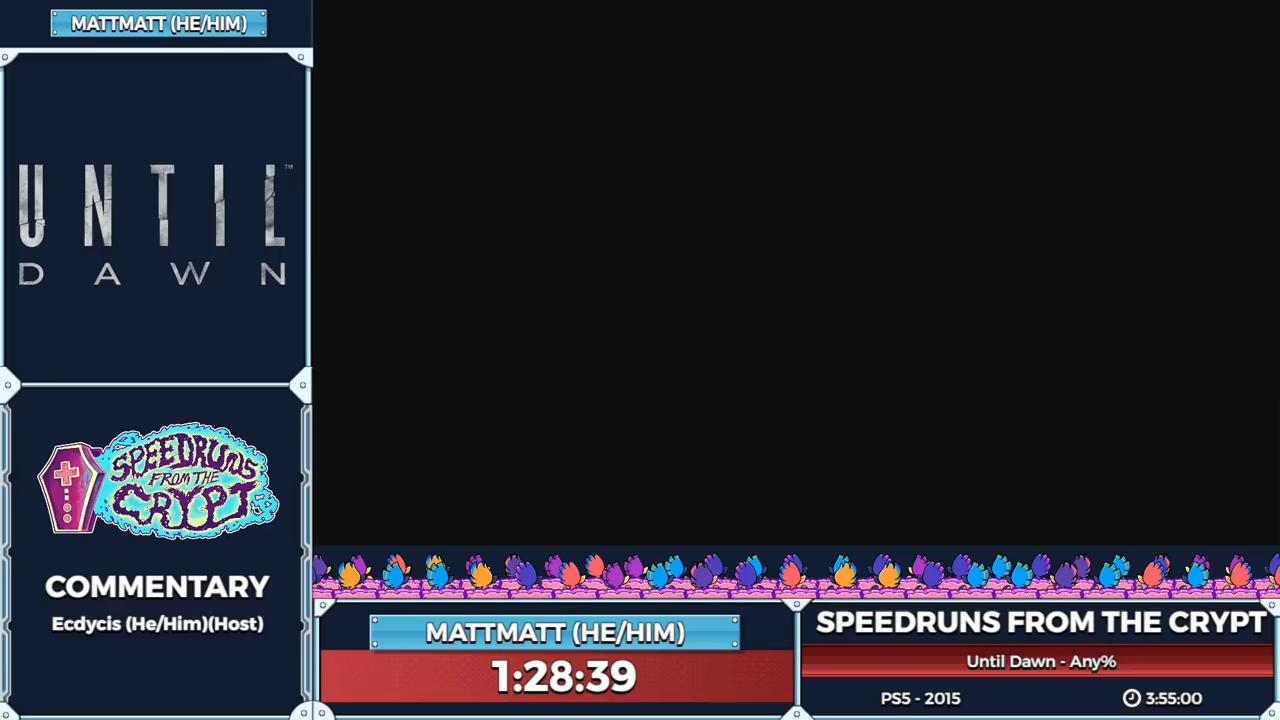 MATTMATT (HE/HIM)
UNTIL™
DAWN
SPEEDRUNS
FROM THE
CRYPT
COMMENTARY
Ecdycis (He/Him)(Host)
MATTMATT (HE/HIM)
1:28:39
SPEEDRUNS FROM THE CRYPT
Until Dawn - Any%
PS5 - 2015
3:55:00